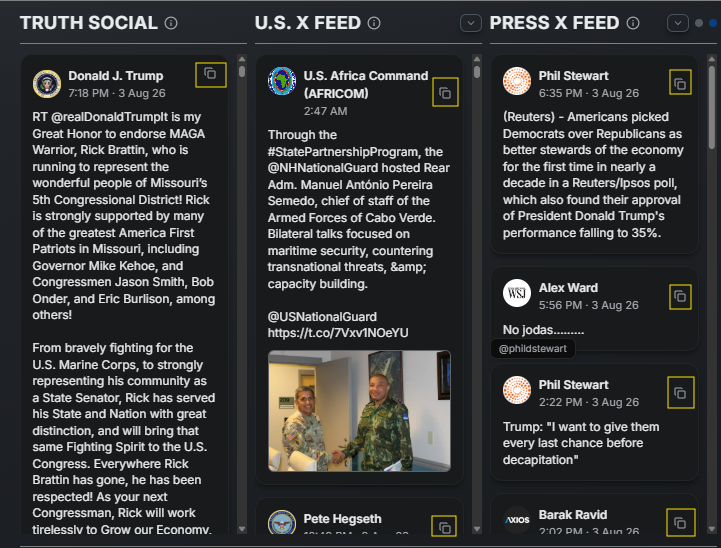 TRUTH SOCIAL
Donald J. Trump
7:18 PM · 3 Aug 26
RT @realDonaldTrumpIt is my
Great Honor to endorse MAGA
Warrior, Rick Brattin, who is
running to represent the
wonderful people of Missouri's
5th Congressional District! Rick
is strongly supported by many
of the greatest America First
Patriots in Missouri, including
Governor Mike Kehoe, and
Congressmen Jason Smith, Bob
Onder, and Eric Burlison, among
others!
From bravely fighting for the
U.S. Marine Corps, to strongly
representing his community as
a State Senator, Rick has served
his State and Nation with great
distinction, and will bring that
same Fighting Spirit to the U.S.
Congress. Everywhere Rick
Brattin has gone, he has been
respected! As your next
Congressman, Rick will work
tirelessly to Grow our Economy,
U.S. X FEED
U.S. Africa Command
(AFRICOM)
2:47 AM
Through the
#StatePartnershipProgram, the
@NHNationalGuard hosted Rear
Adm. Manuel António Pereira
Semedo, chief of staff of the
Armed Forces of Cabo Verde.
Bilateral talks focused on
maritime security, countering
transnational threats, &amp;
capacity building.
@USNationalGuard
https://t.co/7Vxv1NOeYU
Pete Hegseth
PRESS X FEED
Phil Stewart
6:35 PM · 3 Aug 26
(Reuters) - Americans picked
Democrats over Republicans as
better stewards of the economy
for the first time in nearly a
decade in a Reuters/Ipsos poll,
which also found their approval
of President Donald Trump's
performance falling to 35%.
WSJ
Alex Ward
5:56 PM · 3 Aug 26
No jodas.........
@phildstewart
Phil Stewart
2:22 PM · 3 Aug 26
Trump: "I want to give them
every last chance before
decapitation"
AXIOS
Barak Ravid
2:02 PM · 3 Aug 26